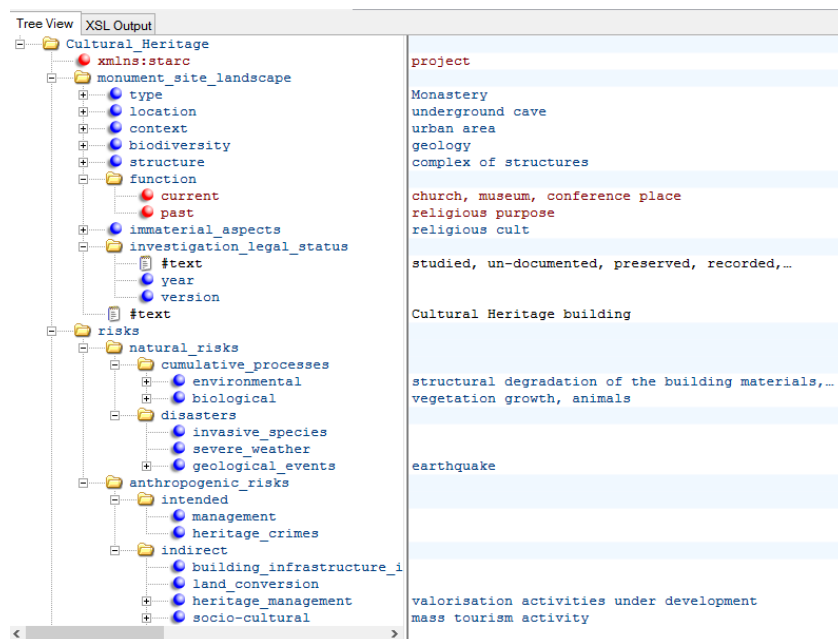 Tree View XSL Output
Cultural_Heritage
xmlns:starc project
monument_site_landscape
type Monastery
location underground cave
context urban area
biodiversity geology
structure complex of structures
function
current church, museum, conference place
past religious purpose
immaterial_aspects religious cult
investigation_legal_status
#text studied, un-documented, preserved, recorded,…
year
version
#text Cultural Heritage building
risks
natural_risks
cumulative_processes
environmental structural degradation of the building materials,…
biological vegetation growth, animals
disasters
invasive_species
severe_weather
geological_events earthquake
anthropogenic_risks
intended
management
heritage_crimes
indirect
building_infrastructure_i
land_conversion
heritage_management valorisation activities under development
socio-cultural mass tourism activity